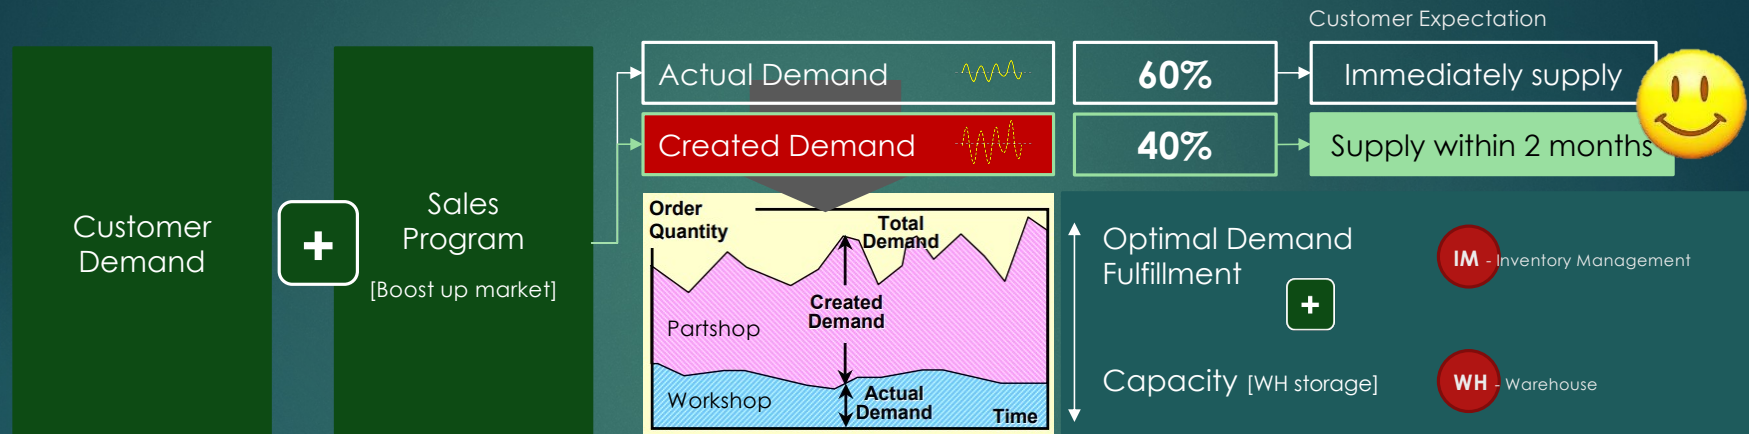 Customer Expectation
Customer
Demand
+
Sales
Program
[Boost up market]
Actual Demand
60%
Immediately supply
Created Demand
40%
Supply within 2 months
Order
Quantity
Total
Demand
Created
Demand
Partshop
Workshop
Actual
Demand
Time
Optimal Demand
Fulfillment
+
Capacity [WH storage]
IM - Inventory Management
WH - Warehouse